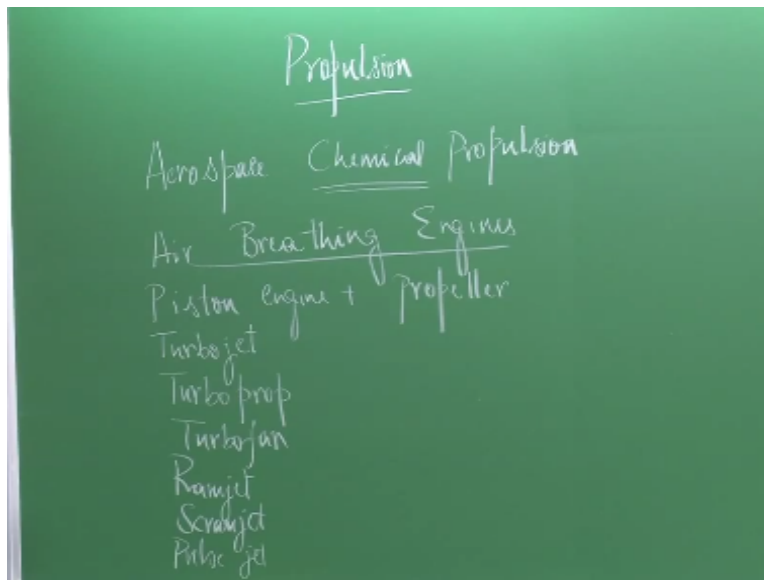 Propulsion
Aerospace Chemical Propulsion
Air Breathing Engines
Piston engine + Propeller
Turbojet
Turboprop
Turbofan
Ramjet
Scramjet
Pulse jet